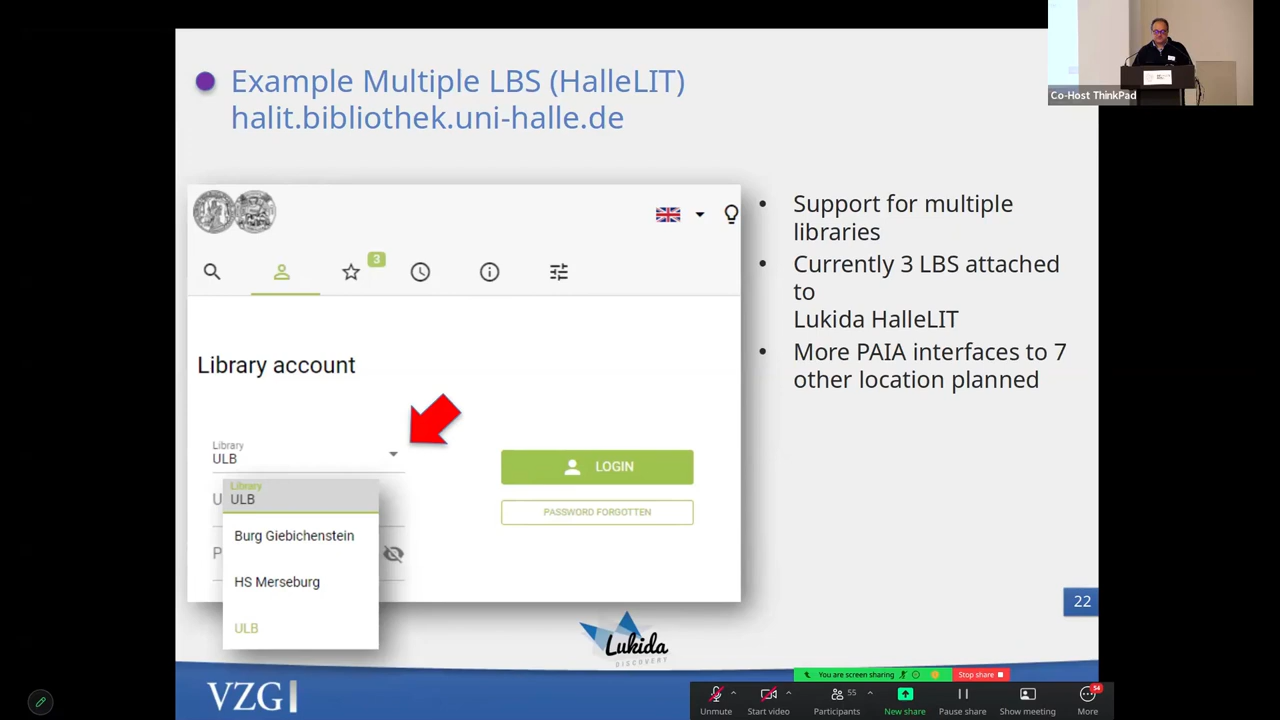 Example Multiple LBS (HalleLIT)
halit.bibliothek.uni-halle.de
Co-Host ThinkPad
3
Library account
Library
ULB
U
P
Library
ULB
Burg Giebichenstein
HS Merseburg
ULB
LOGIN
PASSWORD FORGOTTEN
• Support for multiple
libraries
• Currently 3 LBS attached
to
Lukida HalleLIT
• More PAIA interfaces to 7
other location planned
22
Lukida
DISCOVERY
VZG
You are screen sharing
Stop share
Unmute
Start video
55
Participants
New share
Pause share
Show meeting
54
More